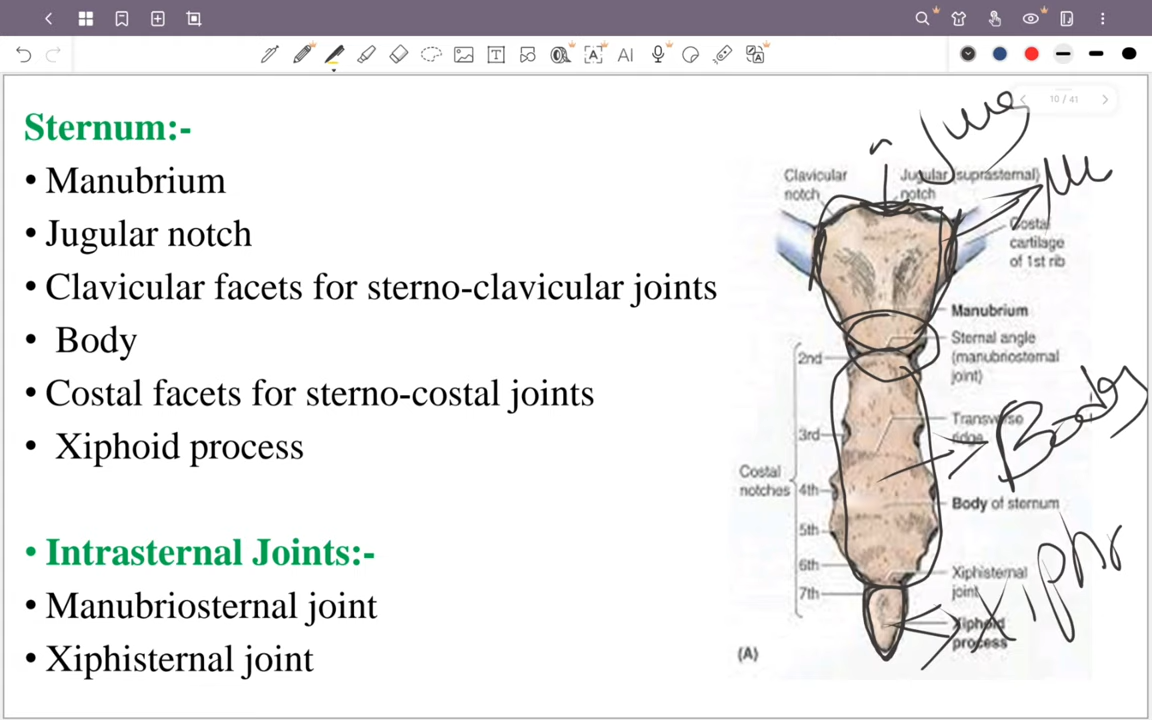 AI
10 / 41
Sternum:-
• Manubrium
• Jugular notch
• Clavicular facets for sterno-clavicular joints
• Body
• Costal facets for sterno-costal joints
• Xiphoid process
• Intrasternal Joints:-
• Manubriosternal joint
• Xiphisternal joint
Jug
Clavicular
notch
Jugular (suprasternal)
notch
Costal
cartilage
of 1st rib
Manubrium
Sternal angle
(manubriosternal
joint)
2nd
Transverse
ridge
Body
3rd
Costal
notches
4th
Body of sternum
5th
6th
Xiphisternal
joint
7th
Xiphoid
process
(A)